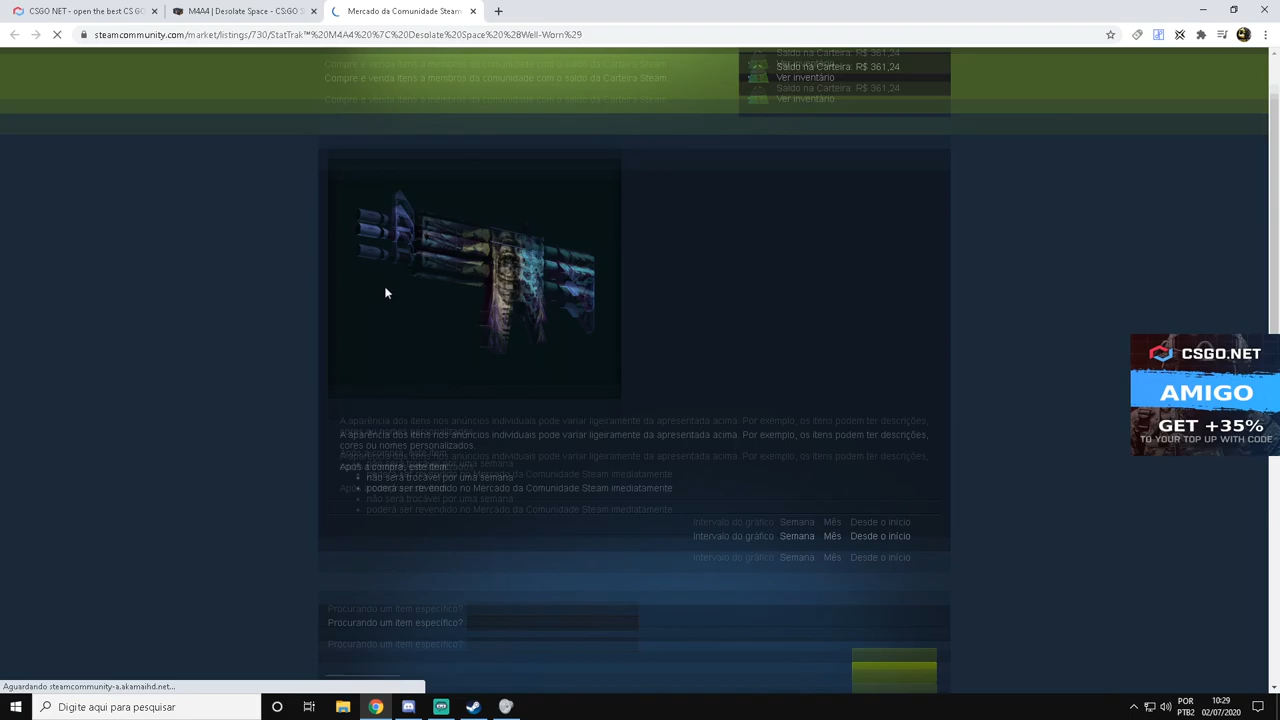 CSGO NET - open the best CS GO
M4A4 | Desolate Space - CS:GO S
Mercado da Comunidade Steam
steamcommunity.com/market/listings/730/StatTrak™%20M4A4%20%7C%20Desolate%20Space%20%28Well-Worn%29
Compre e venda itens a membros da comunidade com o saldo da Carteira Steam.
Saldo na Carteira: R$ 361,24
Ver inventário
CSGO.NET
AMIGO
GET +35%
TO YOUR TOP UP WITH CODE
A aparência dos itens nos anúncios individuais pode variar ligeiramente da apresentada acima. Por exemplo, os itens podem ter descrições,
cores ou nomes personalizados.
Após a compra, este item:
não será trocável por uma semana
poderá ser revendido no Mercado da Comunidade Steam imediatamente
Intervalo do gráfico Semana Mês Desde o início
Procurando um item específico?
Aguardando steamcommunity-a.akamaihd.net...
Digite aqui para pesquisar
POR
PTB2
10:29
02/07/2020